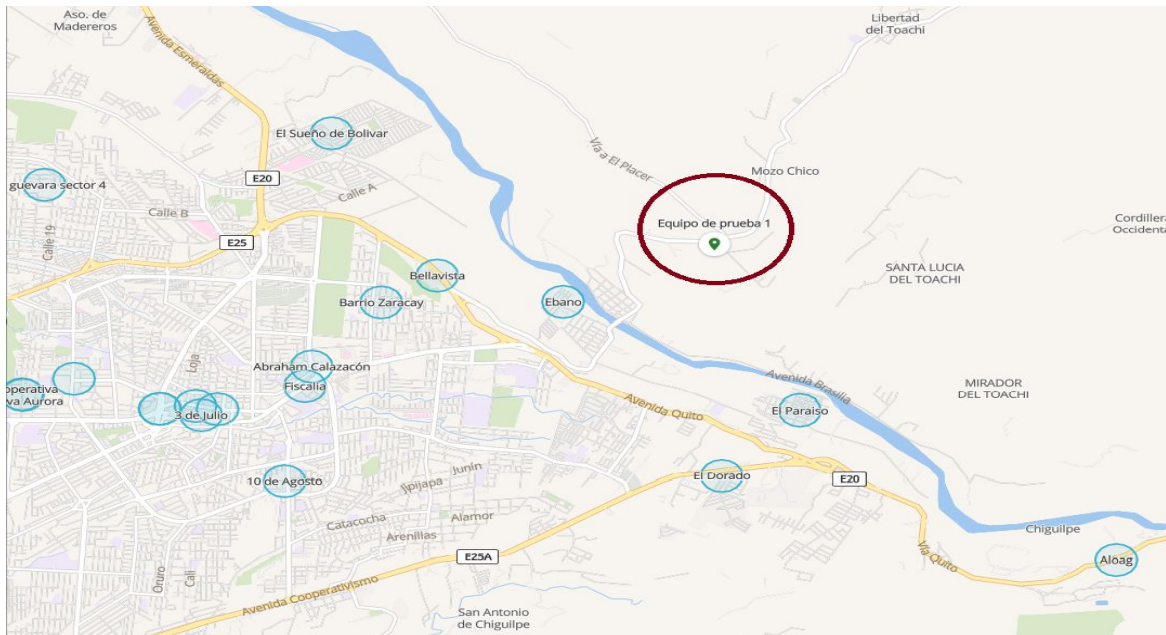 Aso. de
Madereros
Avenida Esmeraldas
Libertad
del Toachi
El Sueño de Bolivar
Vía a El Placer
Mozo Chico
E20
guevara sector 4
Calle A
Calle B
Calle 19
E25
Equipo de prueba 1
Cordillera
Occidental
SANTA LUCIA
DEL TOACHI
Bellavista
Barrio Zaracay
Ebano
Loja
Abraham Calazacón
Fiscalia
operativa
va Aurora
3 de Julio
Avenida Brasilia
MIRADOR
DEL TOACHI
El Paraiso
Avenida Quito
10 de Agosto
Junín
Jipijapa
El Dorado
E20
Catacocha
Alamor
Arenillas
Chiguilpe
Vía Quito
Aloag
E25A
Cali
Oruro
Avenida Cooperativismo
San Antonio
de Chiguilpe